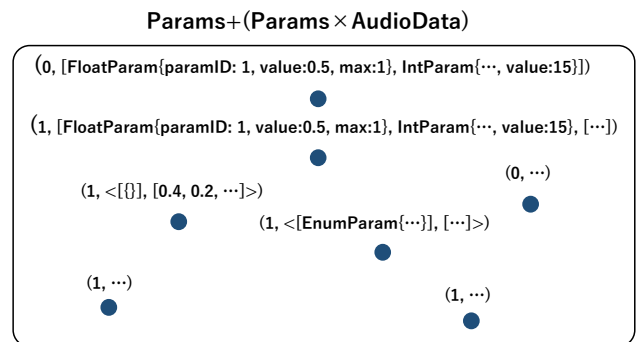 Params+(Params×AudioData)
(0, [FloatParam{paramID: 1, value:0.5, max:1}, IntParam{⋯, value:15}])
(1, [FloatParam{paramID: 1, value:0.5, max:1}, IntParam{⋯, value:15}, [⋯])
(0, ⋯)
(1, <[{}], [0.4, 0.2, ⋯]>)
(1, <[EnumParam{⋯}], [⋯]>)
(1, ⋯)
(1, ⋯)